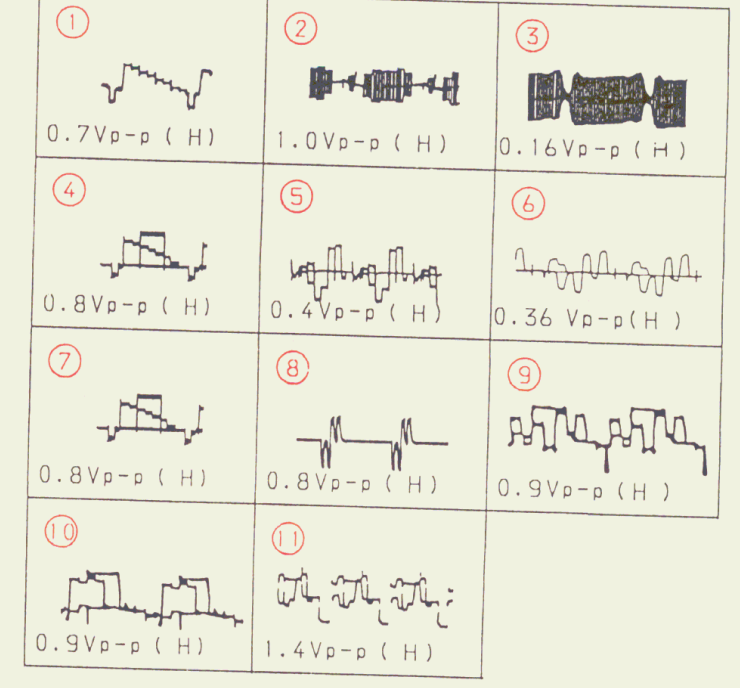 1
2
3
0.7Vp-p ( H)
1.0Vp-p ( H)
0.16Vp-p ( H )
4
5
6
0.8Vp-p ( H)
0.4Vp-p ( H)
0.36 Vp-p(H )
7
8
9
0.8Vp-p ( H)
0.8Vp-p ( H)
0.9Vp-p (H )
10
11
0.9Vp-p ( H)
1.4Vp-p ( H)